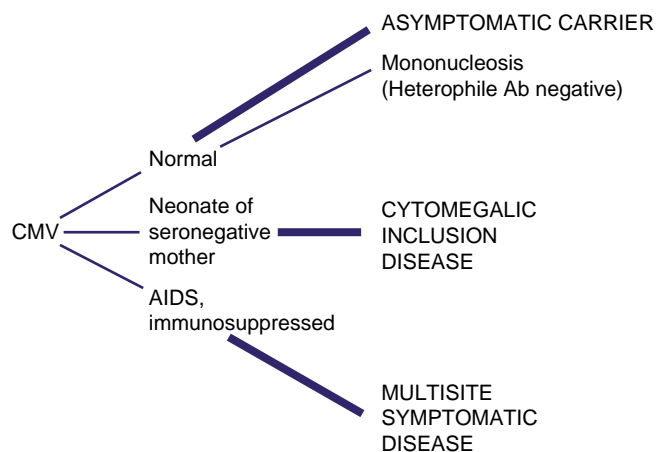 ASYMPTOMATIC CARRIER
Mononucleosis
(Heterophile Ab negative)
Normal
CMV
Neonate of
seronegative
mother
CYTOMEGALIC
INCLUSION
DISEASE
AIDS,
immunosuppressed
MULTISITE
SYMPTOMATIC
DISEASE